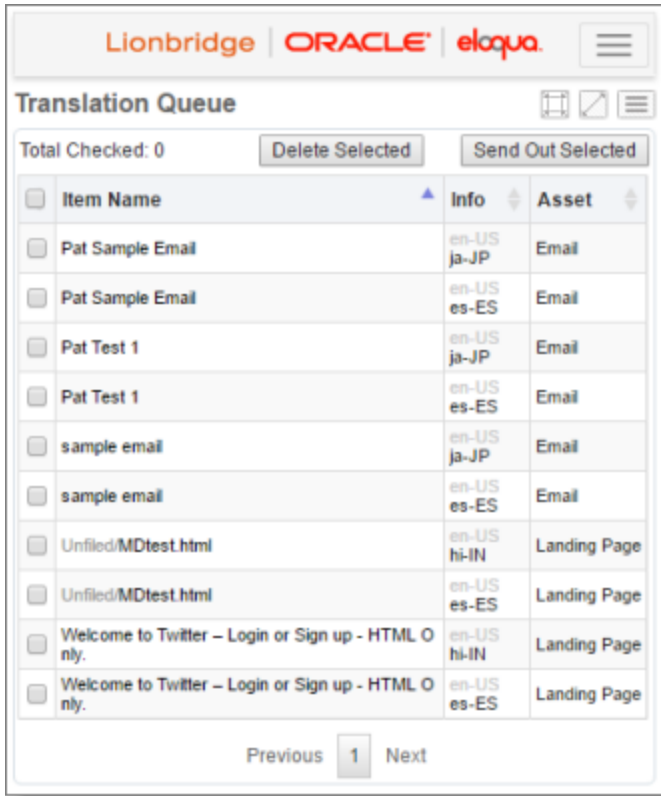 Lionbridge ORACLE eloqua.
Translation Queue
Total Checked: 0 Delete Selected Send Out Selected
Item Name Info Asset
Pat Sample Email en-US Email
ja-JP
Pat Sample Email en-US Email
es-ES
Pat Test 1 en-US Email
ja-JP
Pat Test 1 en-US Email
es-ES
sample email en-US Email
ja-JP
sample email en-US Email
es-ES
Unfiled/MDtest.html en-US Landing Page
hi-IN
Unfiled/MDtest.html en-US Landing Page
es-ES
Welcome to Twitter – Login or Sign up - HTML O en-US Landing Page
nly. hi-IN
Welcome to Twitter – Login or Sign up - HTML O en-US Landing Page
nly. es-ES
Previous 1 Next